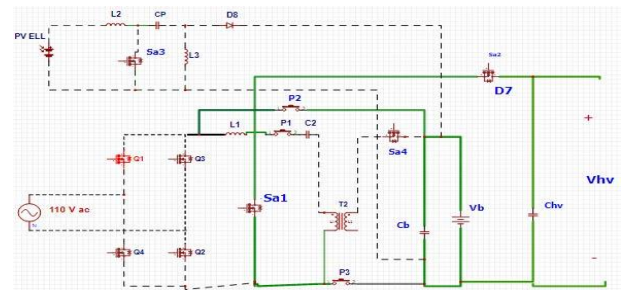 L2
CP
D8
PV ELL
Sa3
L3
Sa2
D7
P2
L1
P1
C2
Q1
Q3
Sa4
+
Vhv
Sa1
110 V ac
T2
Vb
Chv
Cb
Q4
Q2
P3
-